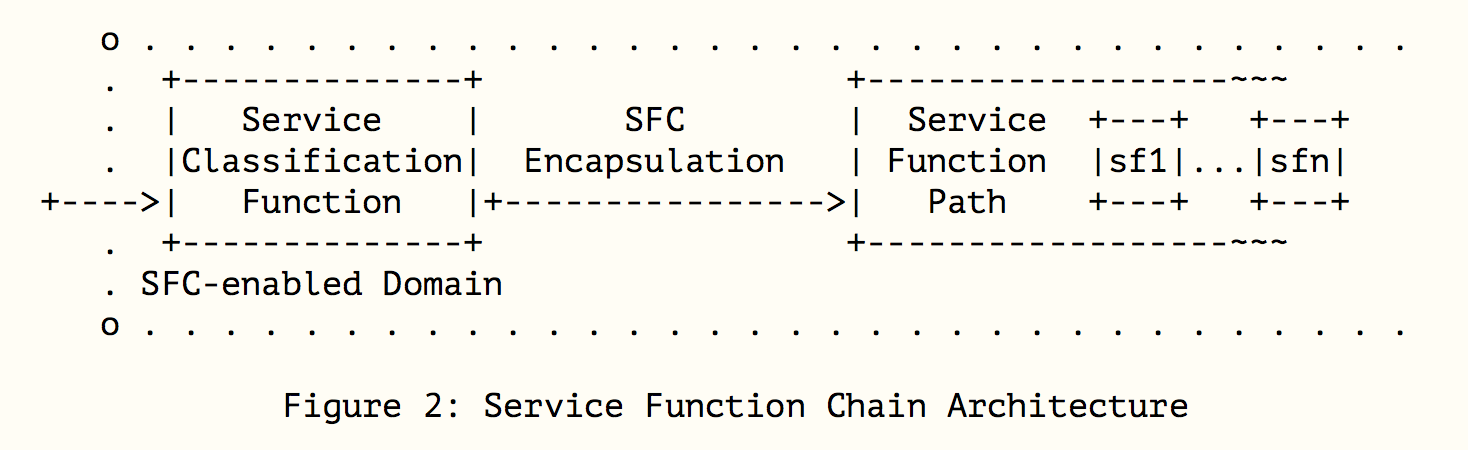 o . . . . . . . . . . . . . . . . . . . . . . . . . . . . . . . .
.  +--------------+                  +------------------~~~
.  |   Service    |       SFC        |  Service  +---+   +---+
.  |Classification|  Encapsulation   | Function  |sf1|...|sfn|
+---->|   Function   |+---------------->|   Path    +---+   +---+
.  +--------------+                  +------------------~~~
. SFC-enabled Domain
o . . . . . . . . . . . . . . . . . . . . . . . . . . . . . . . .
Figure 2: Service Function Chain Architecture